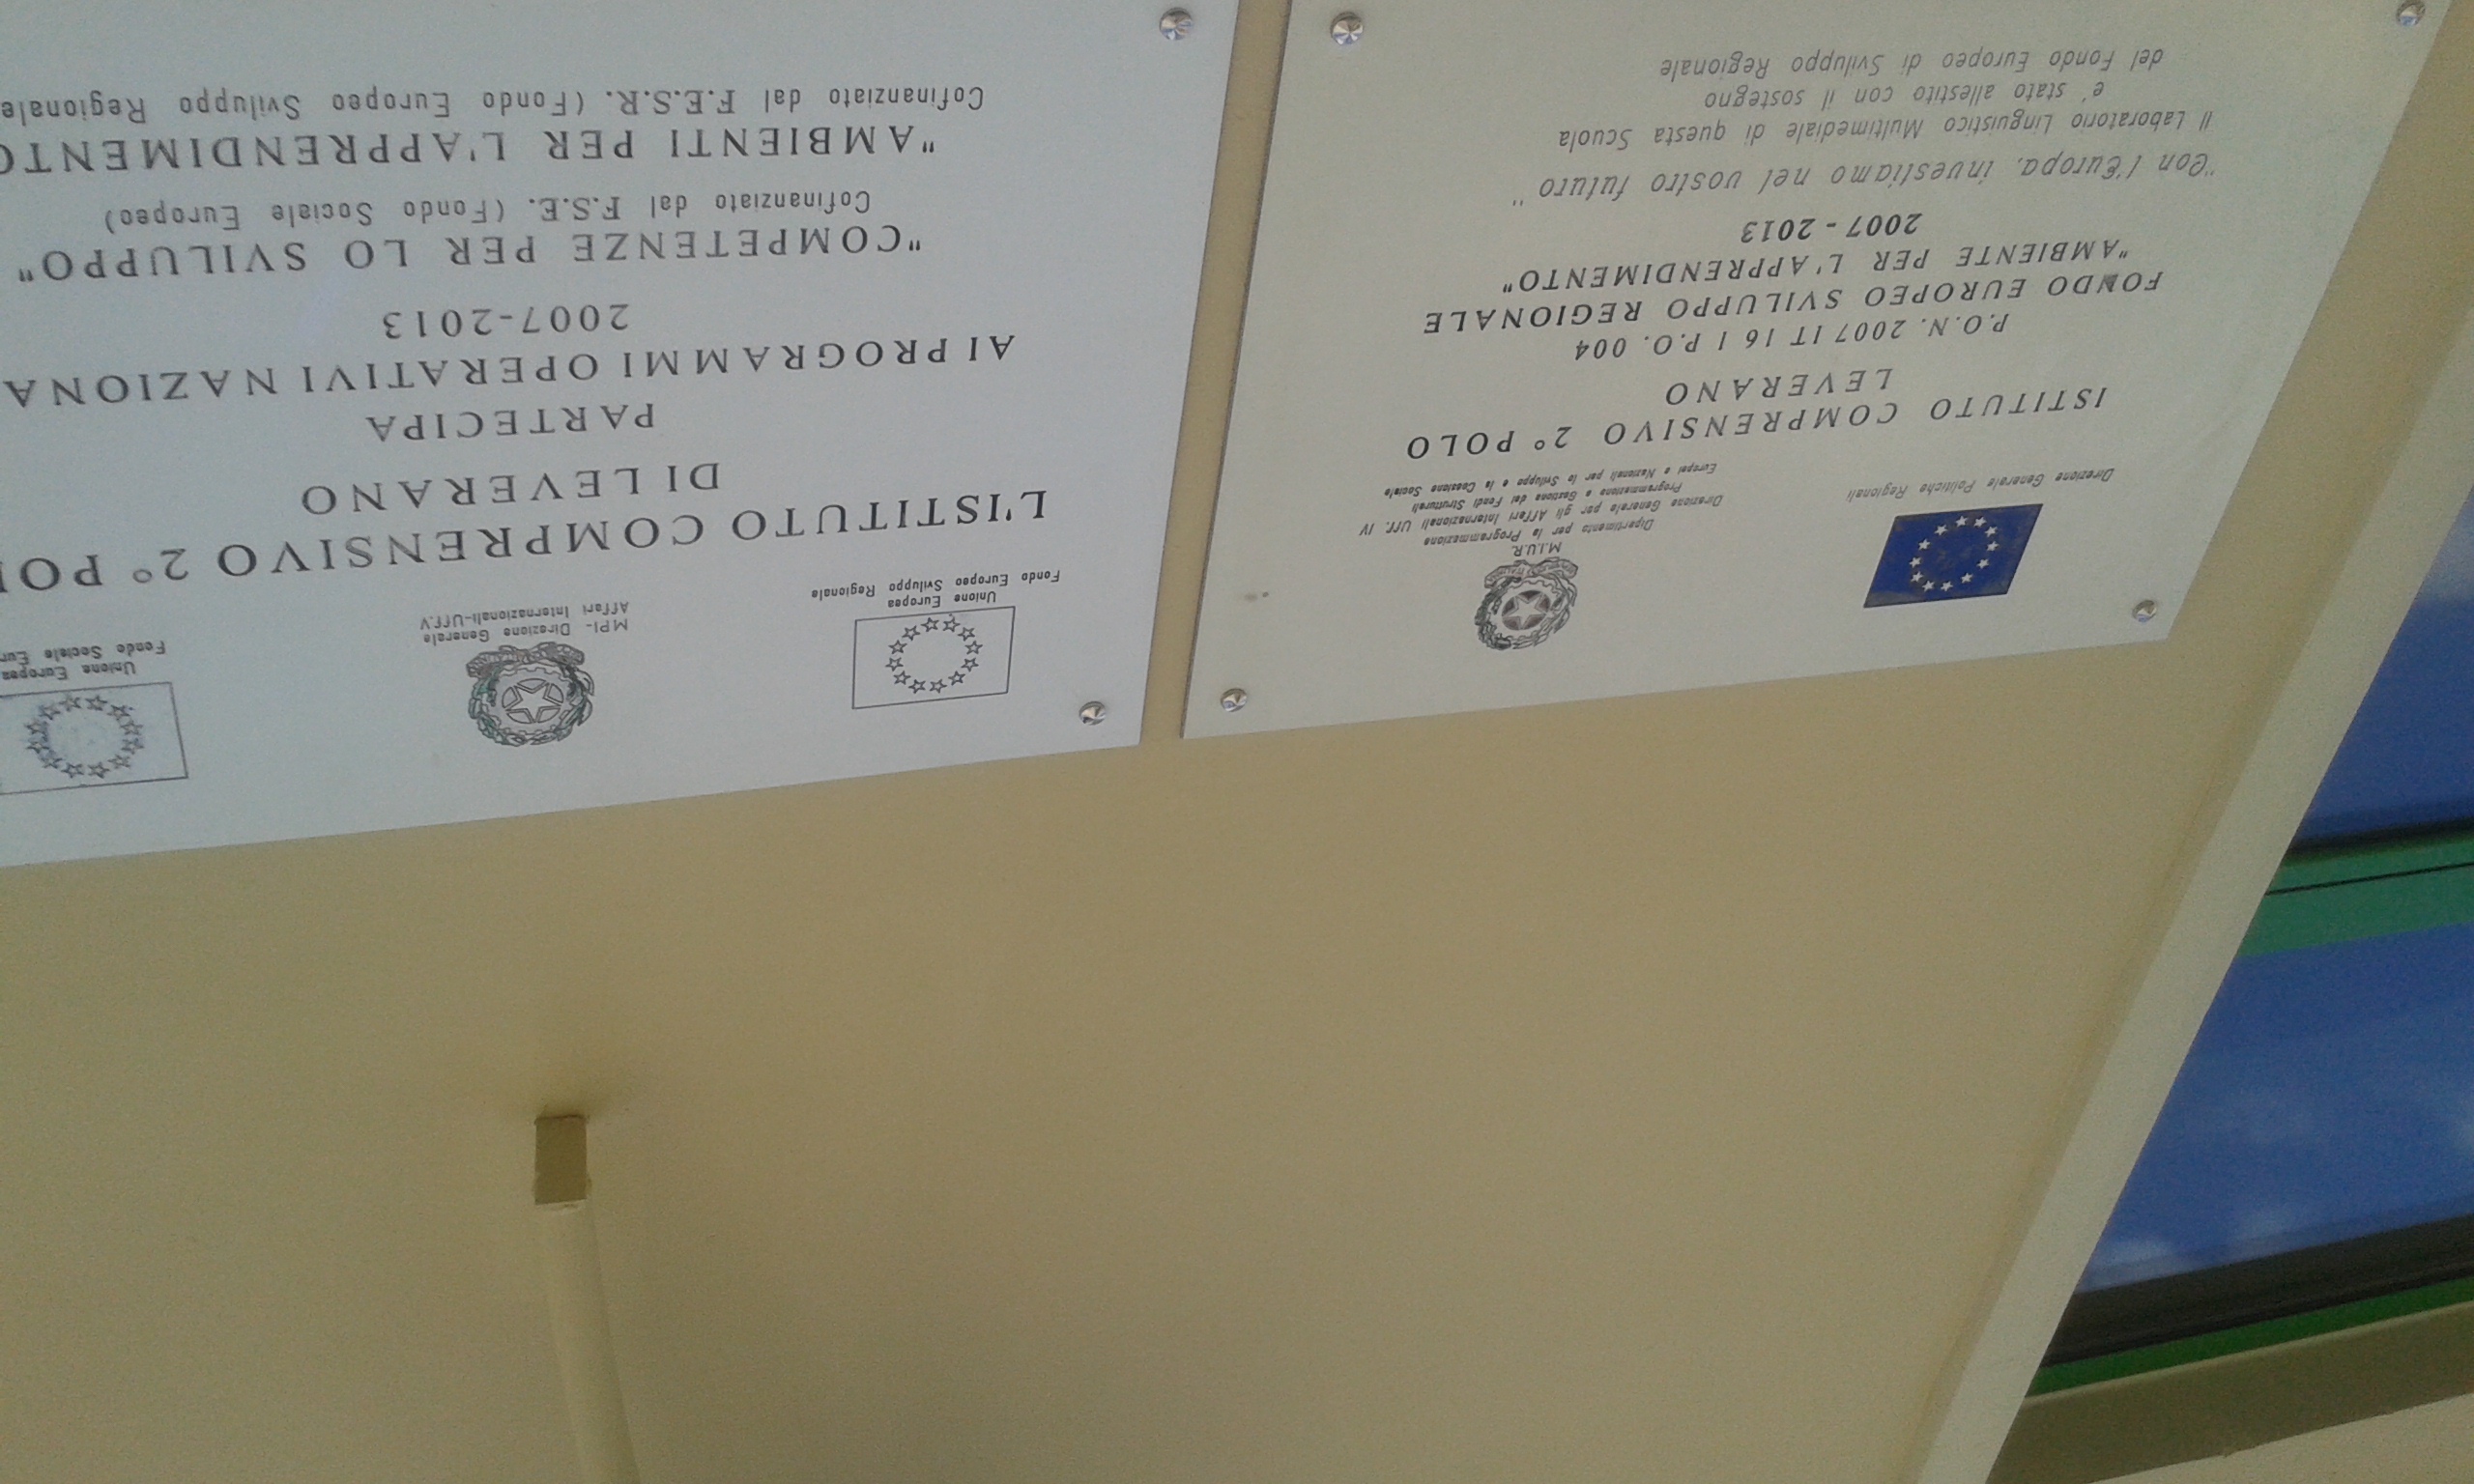 Direzione Generale Politiche Regionali
M.I.U.R.
Dipartimento per la Programmazione
Direzione Generale per gli Affari Internazionali Uff. IV
Programmazione e Gestione dei Fondi Strutturali
Europei e Nazionali per lo Sviluppo e la Coesione Sociale
ISTITUTO COMPRENSIVO 2° POLO
LEVERANO
P.O.N. 2007 IT 16 1 P.O. 004
FONDO EUROPEO SVILUPPO REGIONALE
"AMBIENTE PER L'APPRENDIMENTO"
2007 - 2013
"Con l'Europa, investiamo nel vostro futuro"
Il Laboratorio Linguistico Multimediale di questa Scuola
e' stato allestito con il sostegno
del Fondo Europeo di Sviluppo Regionale
Unione Europea
Fondo Europeo Sviluppo Regionale
MPI- Direzione Generale
Affari Internazionali-Uff.V
Unione Europea
Fondo Sociale Eur
L'ISTITUTO COMPRENSIVO 2° PO
DI LEVERANO
PARTECIPA
AI PROGRAMMI OPERATIVI NAZIONA
2007-2013
"COMPETENZE PER LO SVILUPPO"
Cofinanziato dal F.S.E. (Fondo Sociale Europeo)
"AMBIENTI PER L'APPRENDIMENTO
Cofinanziato dal F.E.S.R. (Fondo Europeo Sviluppo Regionale